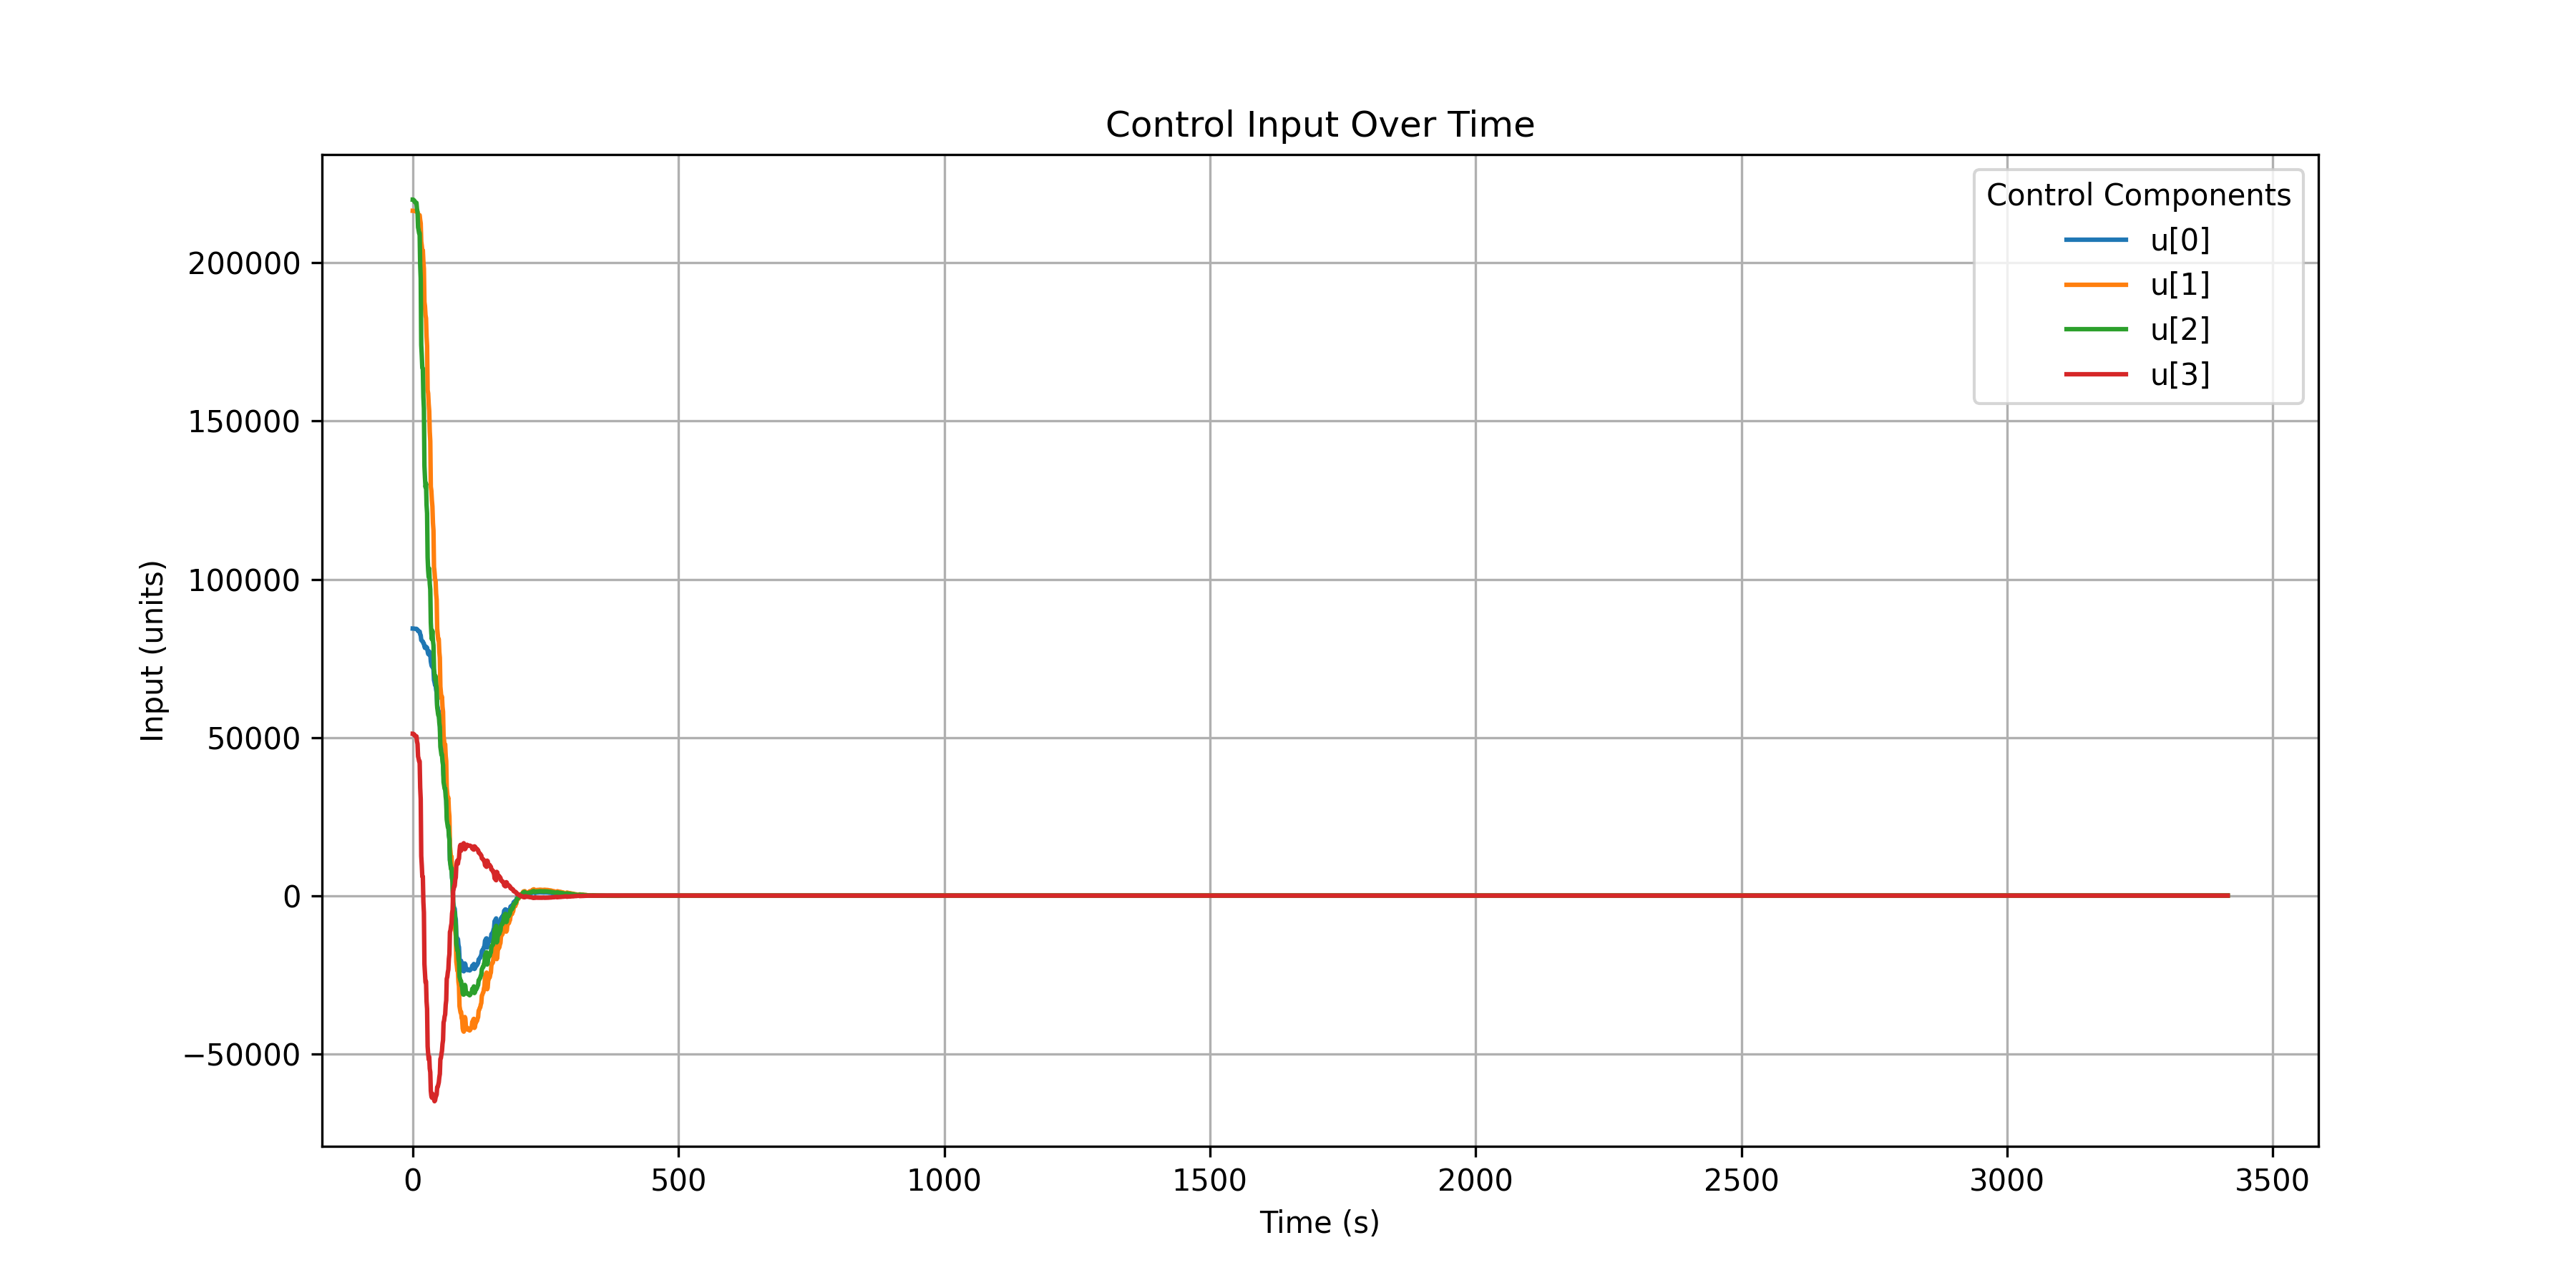 Control Input Over Time
Control Components
u[0]
u[1]
u[2]
u[3]
Input (units)
200000
150000
100000
50000
0
−50000
0 500 1000 1500 2000 2500 3000 3500
Time (s)